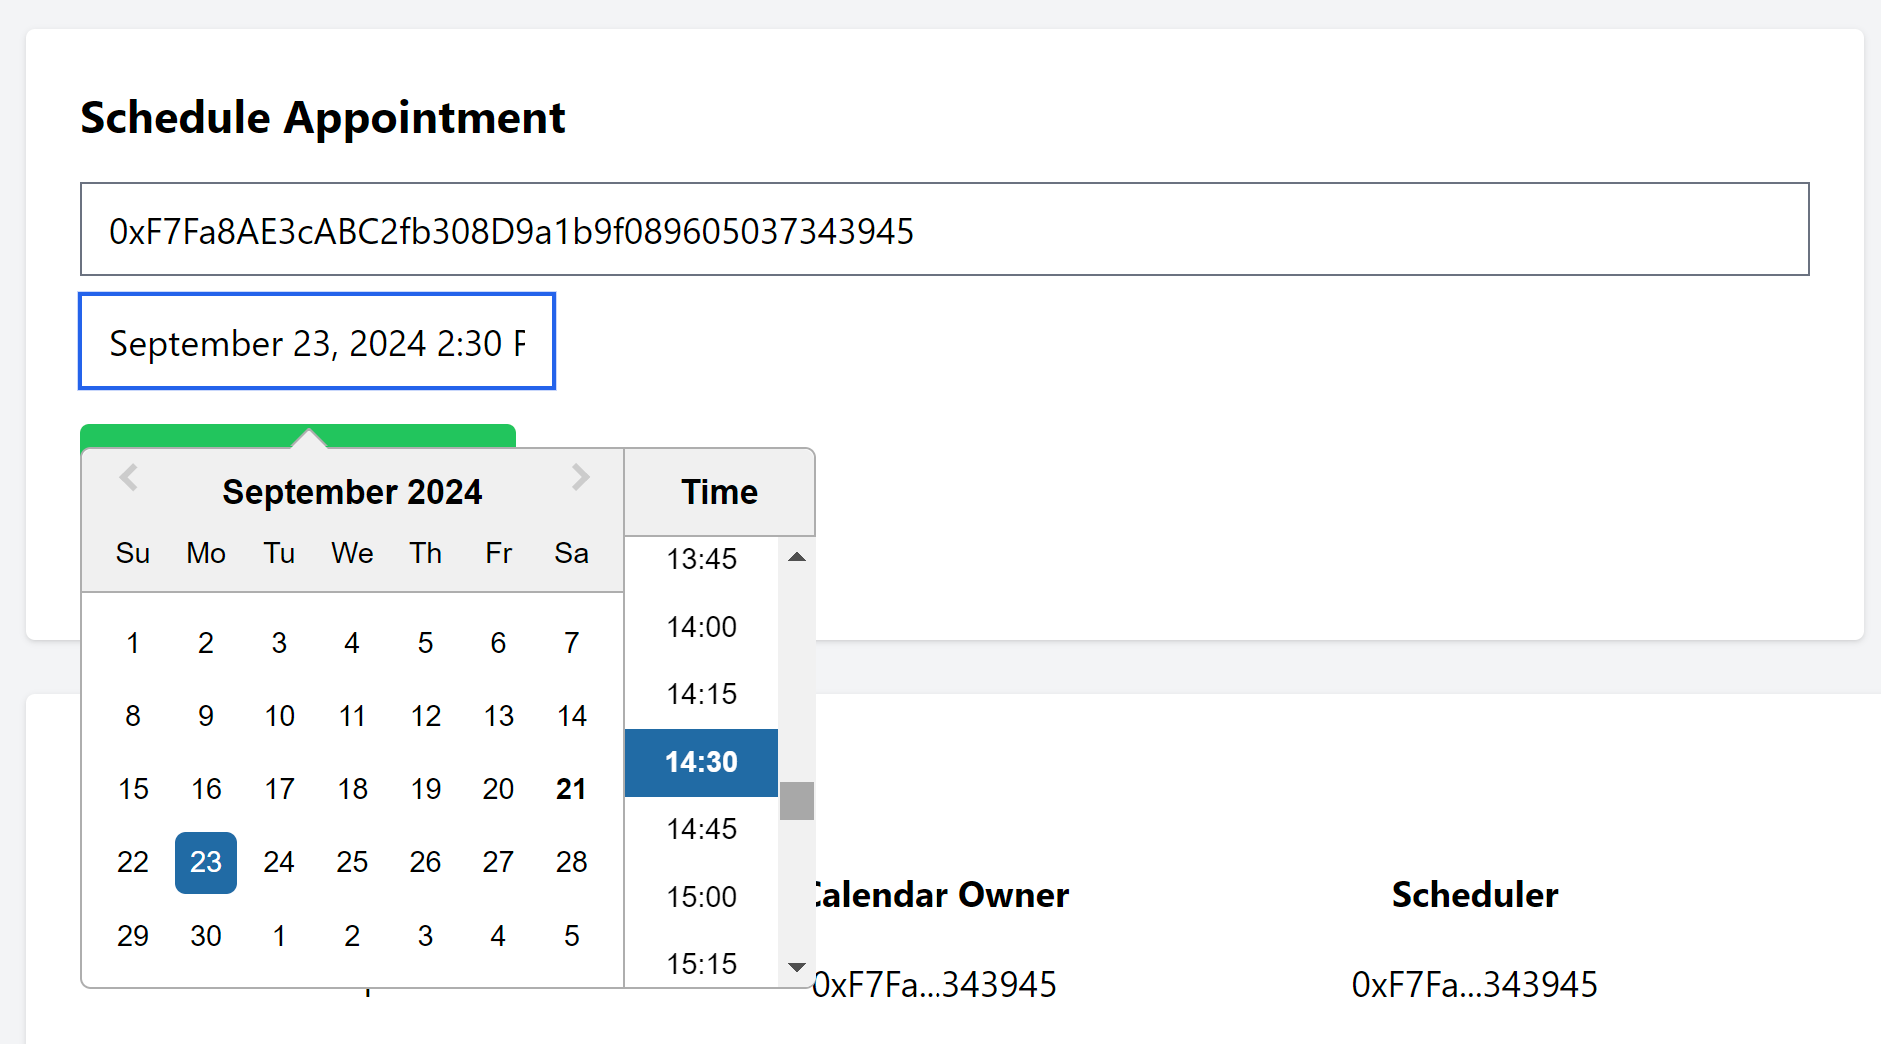 Schedule Appointment
0xF7Fa8AE3cABC2fb308D9a1b9f089605037343945
September 23, 2024 2:30
September 2024
Su Mo Tu We Th Fr Sa
1 2 3 4 5 6 7
8 9 10 11 12 13 14
15 16 17 18 19 20 21
22 23 24 25 26 27 28
29 30 1 2 3 4 5
Time
13:45
14:00
14:15
14:30
14:45
15:00
15:15
Calendar Owner Scheduler
0xF7Fa...343945 0xF7Fa...343945